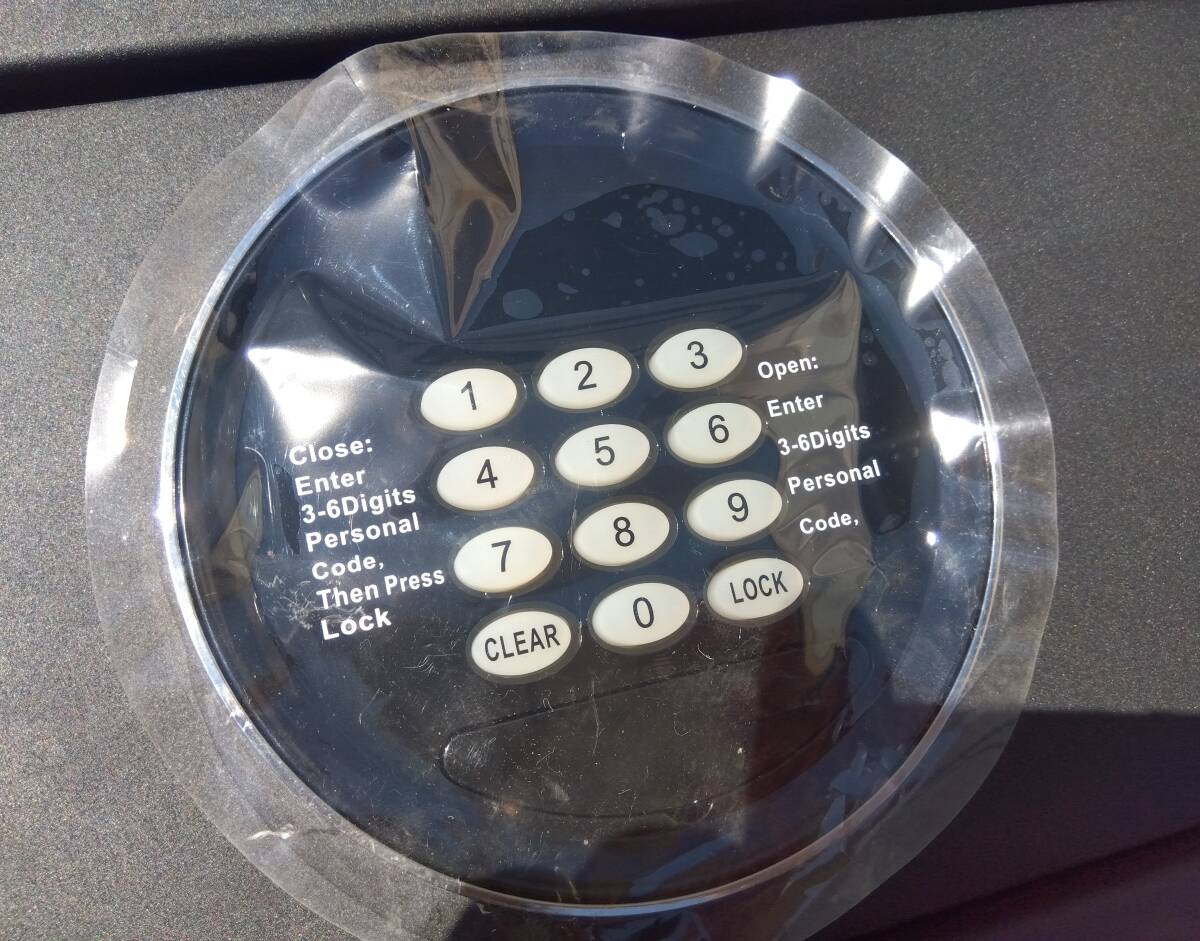 1 2 3
4 5 6
7 8 9
CLEAR 0 LOCK
Close:
Enter
3-6Digits
Personal
Code,
Then Press
Lock
Open:
Enter
3-6Digits
Personal
Code,